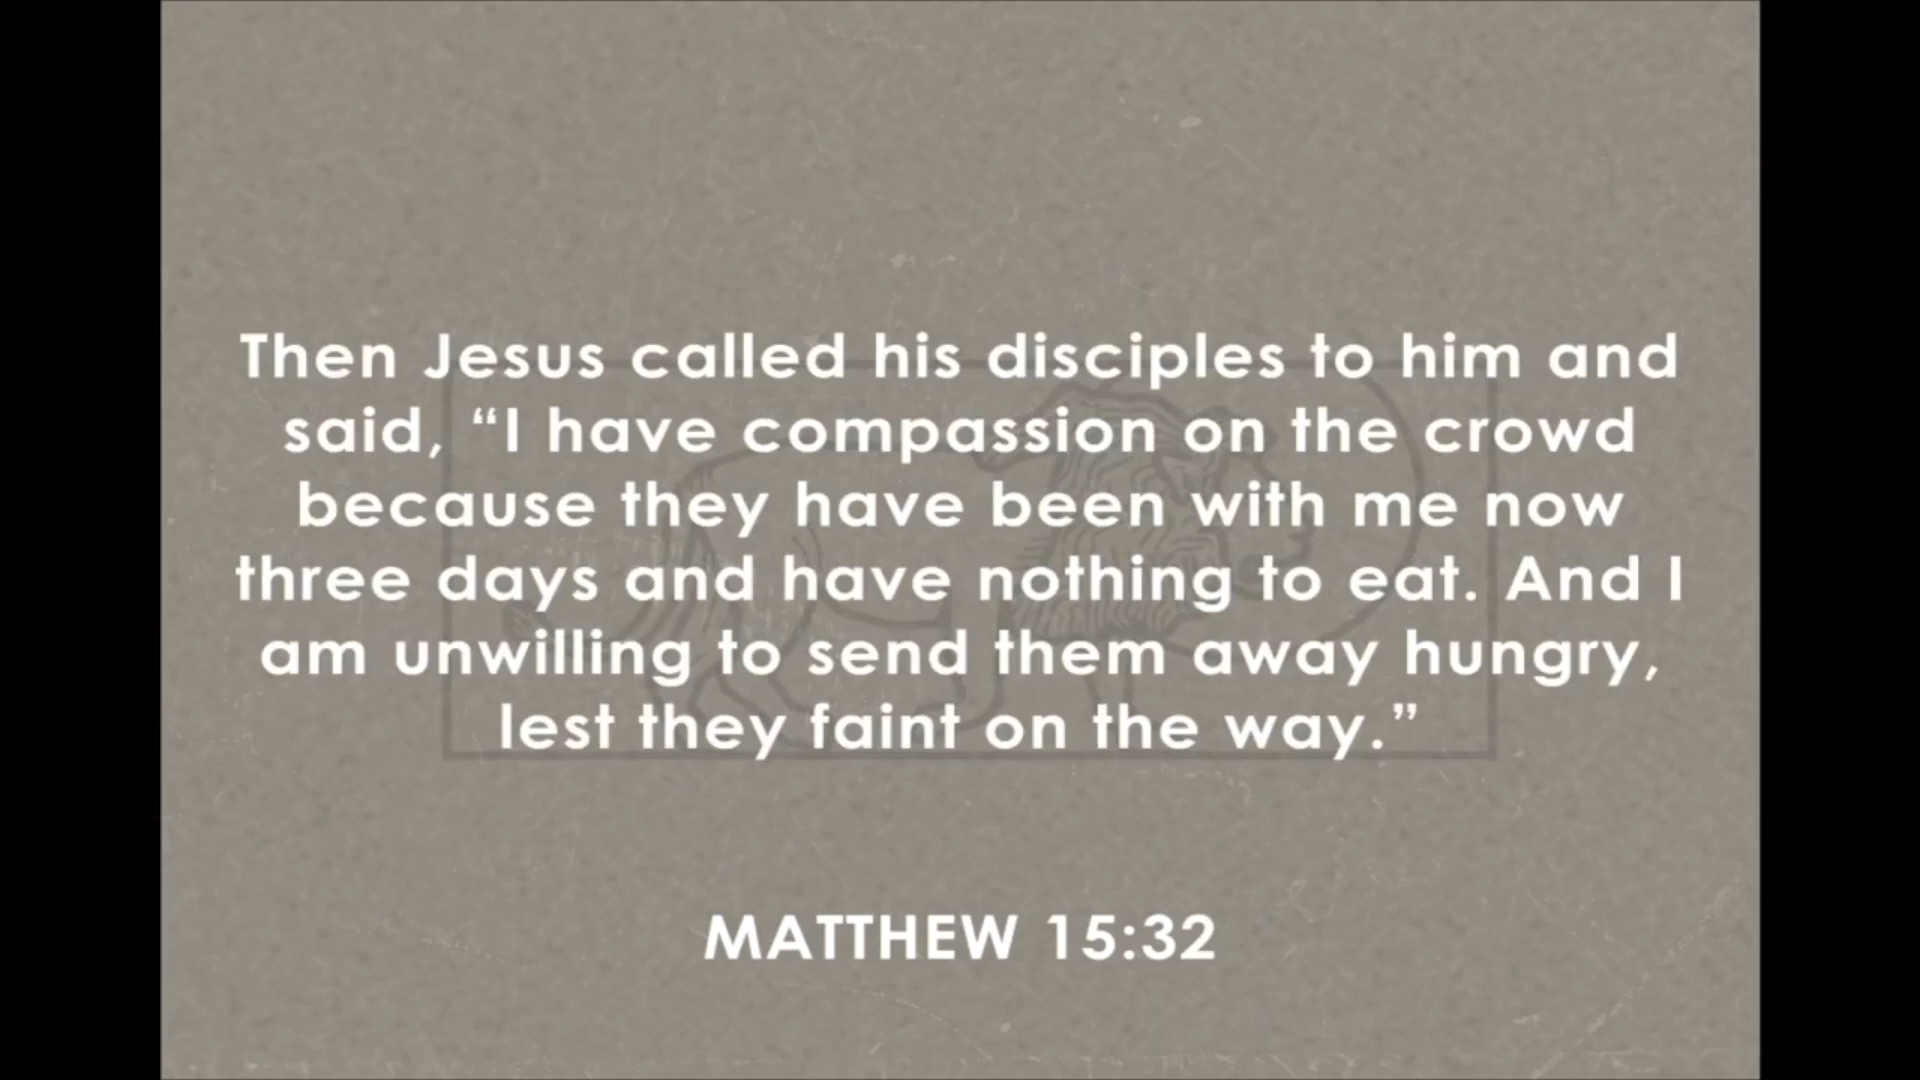 Then Jesus called his disciples to him and
said, “I have compassion on the crowd
because they have been with me now
three days and have nothing to eat. And I
am unwilling to send them away hungry,
lest they faint on the way.”
MATTHEW 15:32